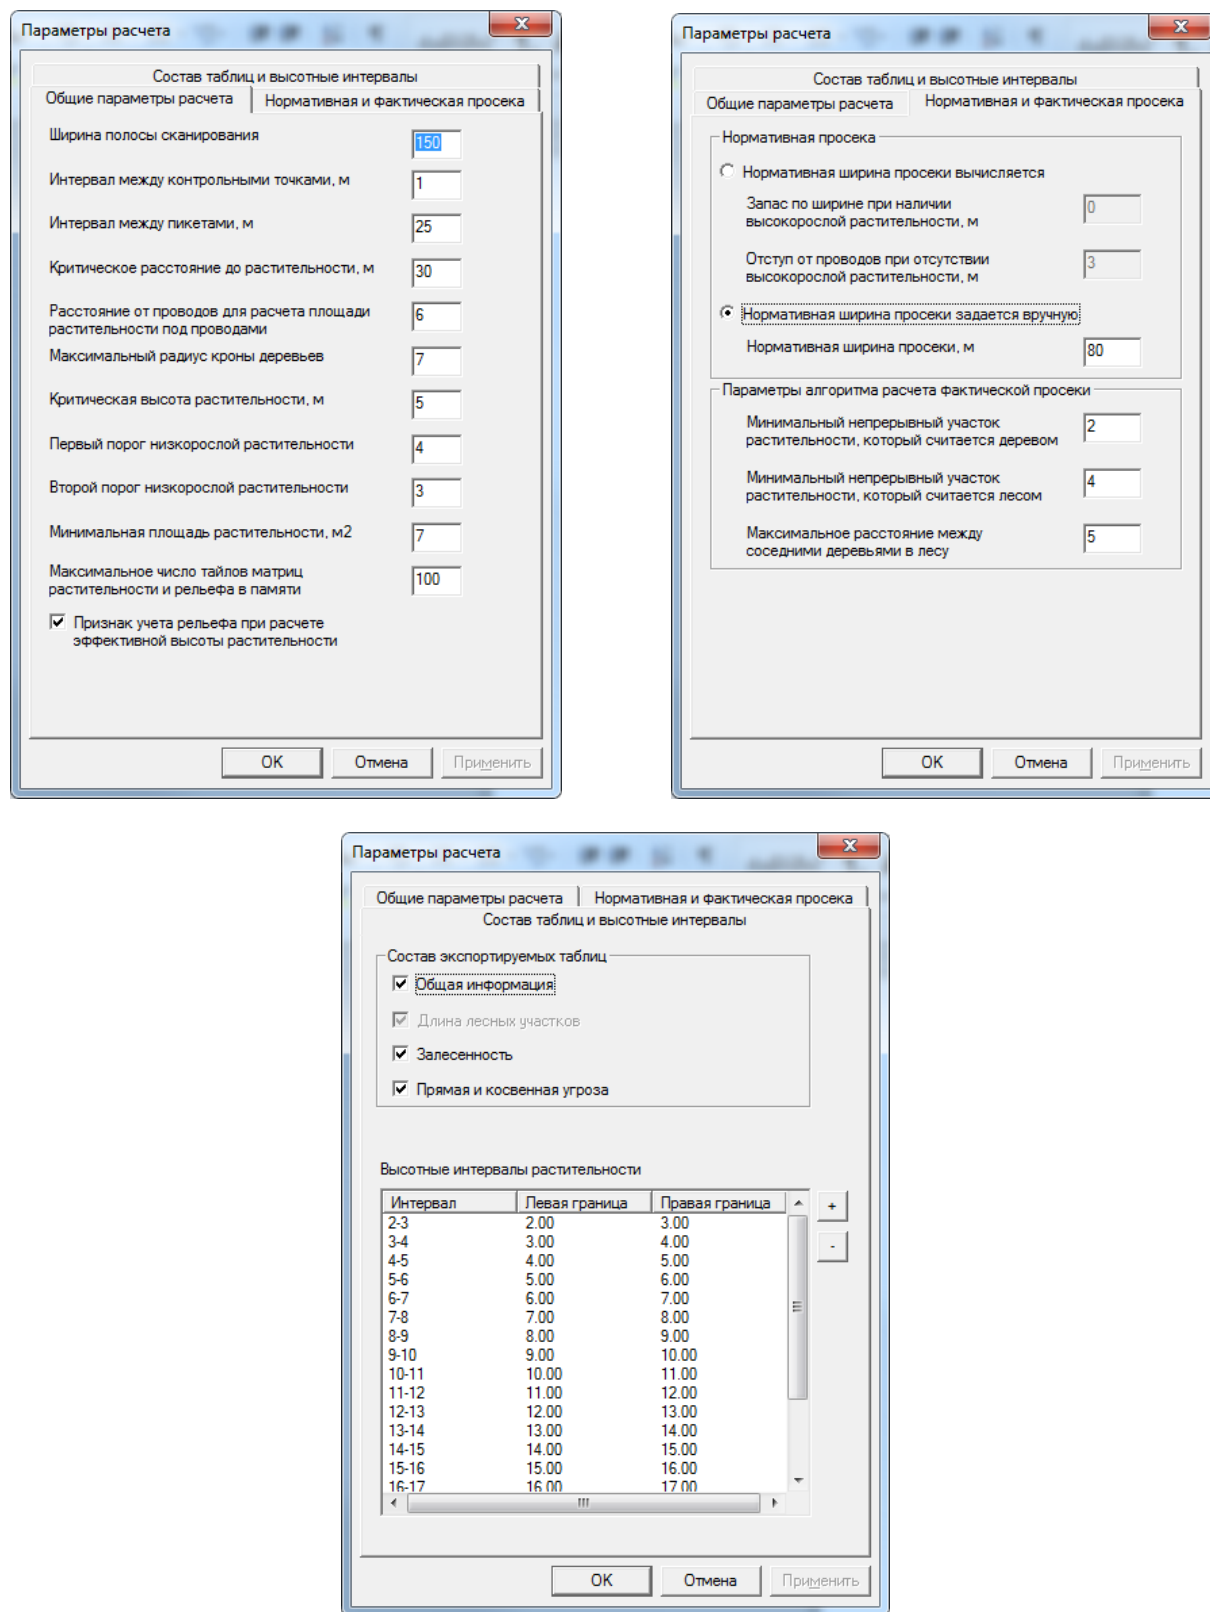 Параметры расчета
Состав таблиц и высотные интервалы
Общие параметры расчета
Нормативная и фактическая просека
Ширина полосы сканирования
150
Интервал между контрольными точками, м
1
Интервал между пикетами, м
25
Критическое расстояние до растительности, м
30
Расстояние от проводов для расчета площади
растительности под проводами
6
Максимальный радиус кроны деревьев
7
Критическая высота растительности, м
5
Первый порог низкорослой растительности
4
Второй порог низкорослой растительности
3
Минимальная площадь растительности, м2
7
Максимальное число тайлов матриц
растительности и рельефа в памяти
100
Признак учета рельефа при расчете
эффективной высоты растительности
OK
Отмена
Применить
Параметры расчета
Состав таблиц и высотные интервалы
Общие параметры расчета
Нормативная и фактическая просека
Нормативная просека
Нормативная ширина просеки вычисляется
Запас по ширине при наличии
высокорослой растительности, м
0
Отступ от проводов при отсутствии
высокорослой растительности, м
3
Нормативная ширина просеки задается вручную
Нормативная ширина просеки, м
80
Параметры алгоритма расчета фактической просеки
Минимальный непрерывный участок
растительности, который считается деревом
2
Минимальный непрерывный участок
растительности, который считается лесом
4
Максимальное расстояние между
соседними деревьями в лесу
5
OK
Отмена
Применить
Параметры расчета
Общие параметры расчета
Нормативная и фактическая просека
Состав таблиц и высотные интервалы
Состав экспортируемых таблиц
Общая информация
Длина лесных участков
Залесенность
Прямая и косвенная угроза
Высотные интервалы растительности
Интервал Левая граница Правая граница
+
-
2-3 2.00 3.00
3-4 3.00 4.00
4-5 4.00 5.00
5-6 5.00 6.00
6-7 6.00 7.00
7-8 7.00 8.00
8-9 8.00 9.00
9-10 9.00 10.00
10-11 10.00 11.00
11-12 11.00 12.00
12-13 12.00 13.00
13-14 13.00 14.00
14-15 14.00 15.00
15-16 15.00 16.00
16-17 16.00 17.00
OK
Отмена
Применить